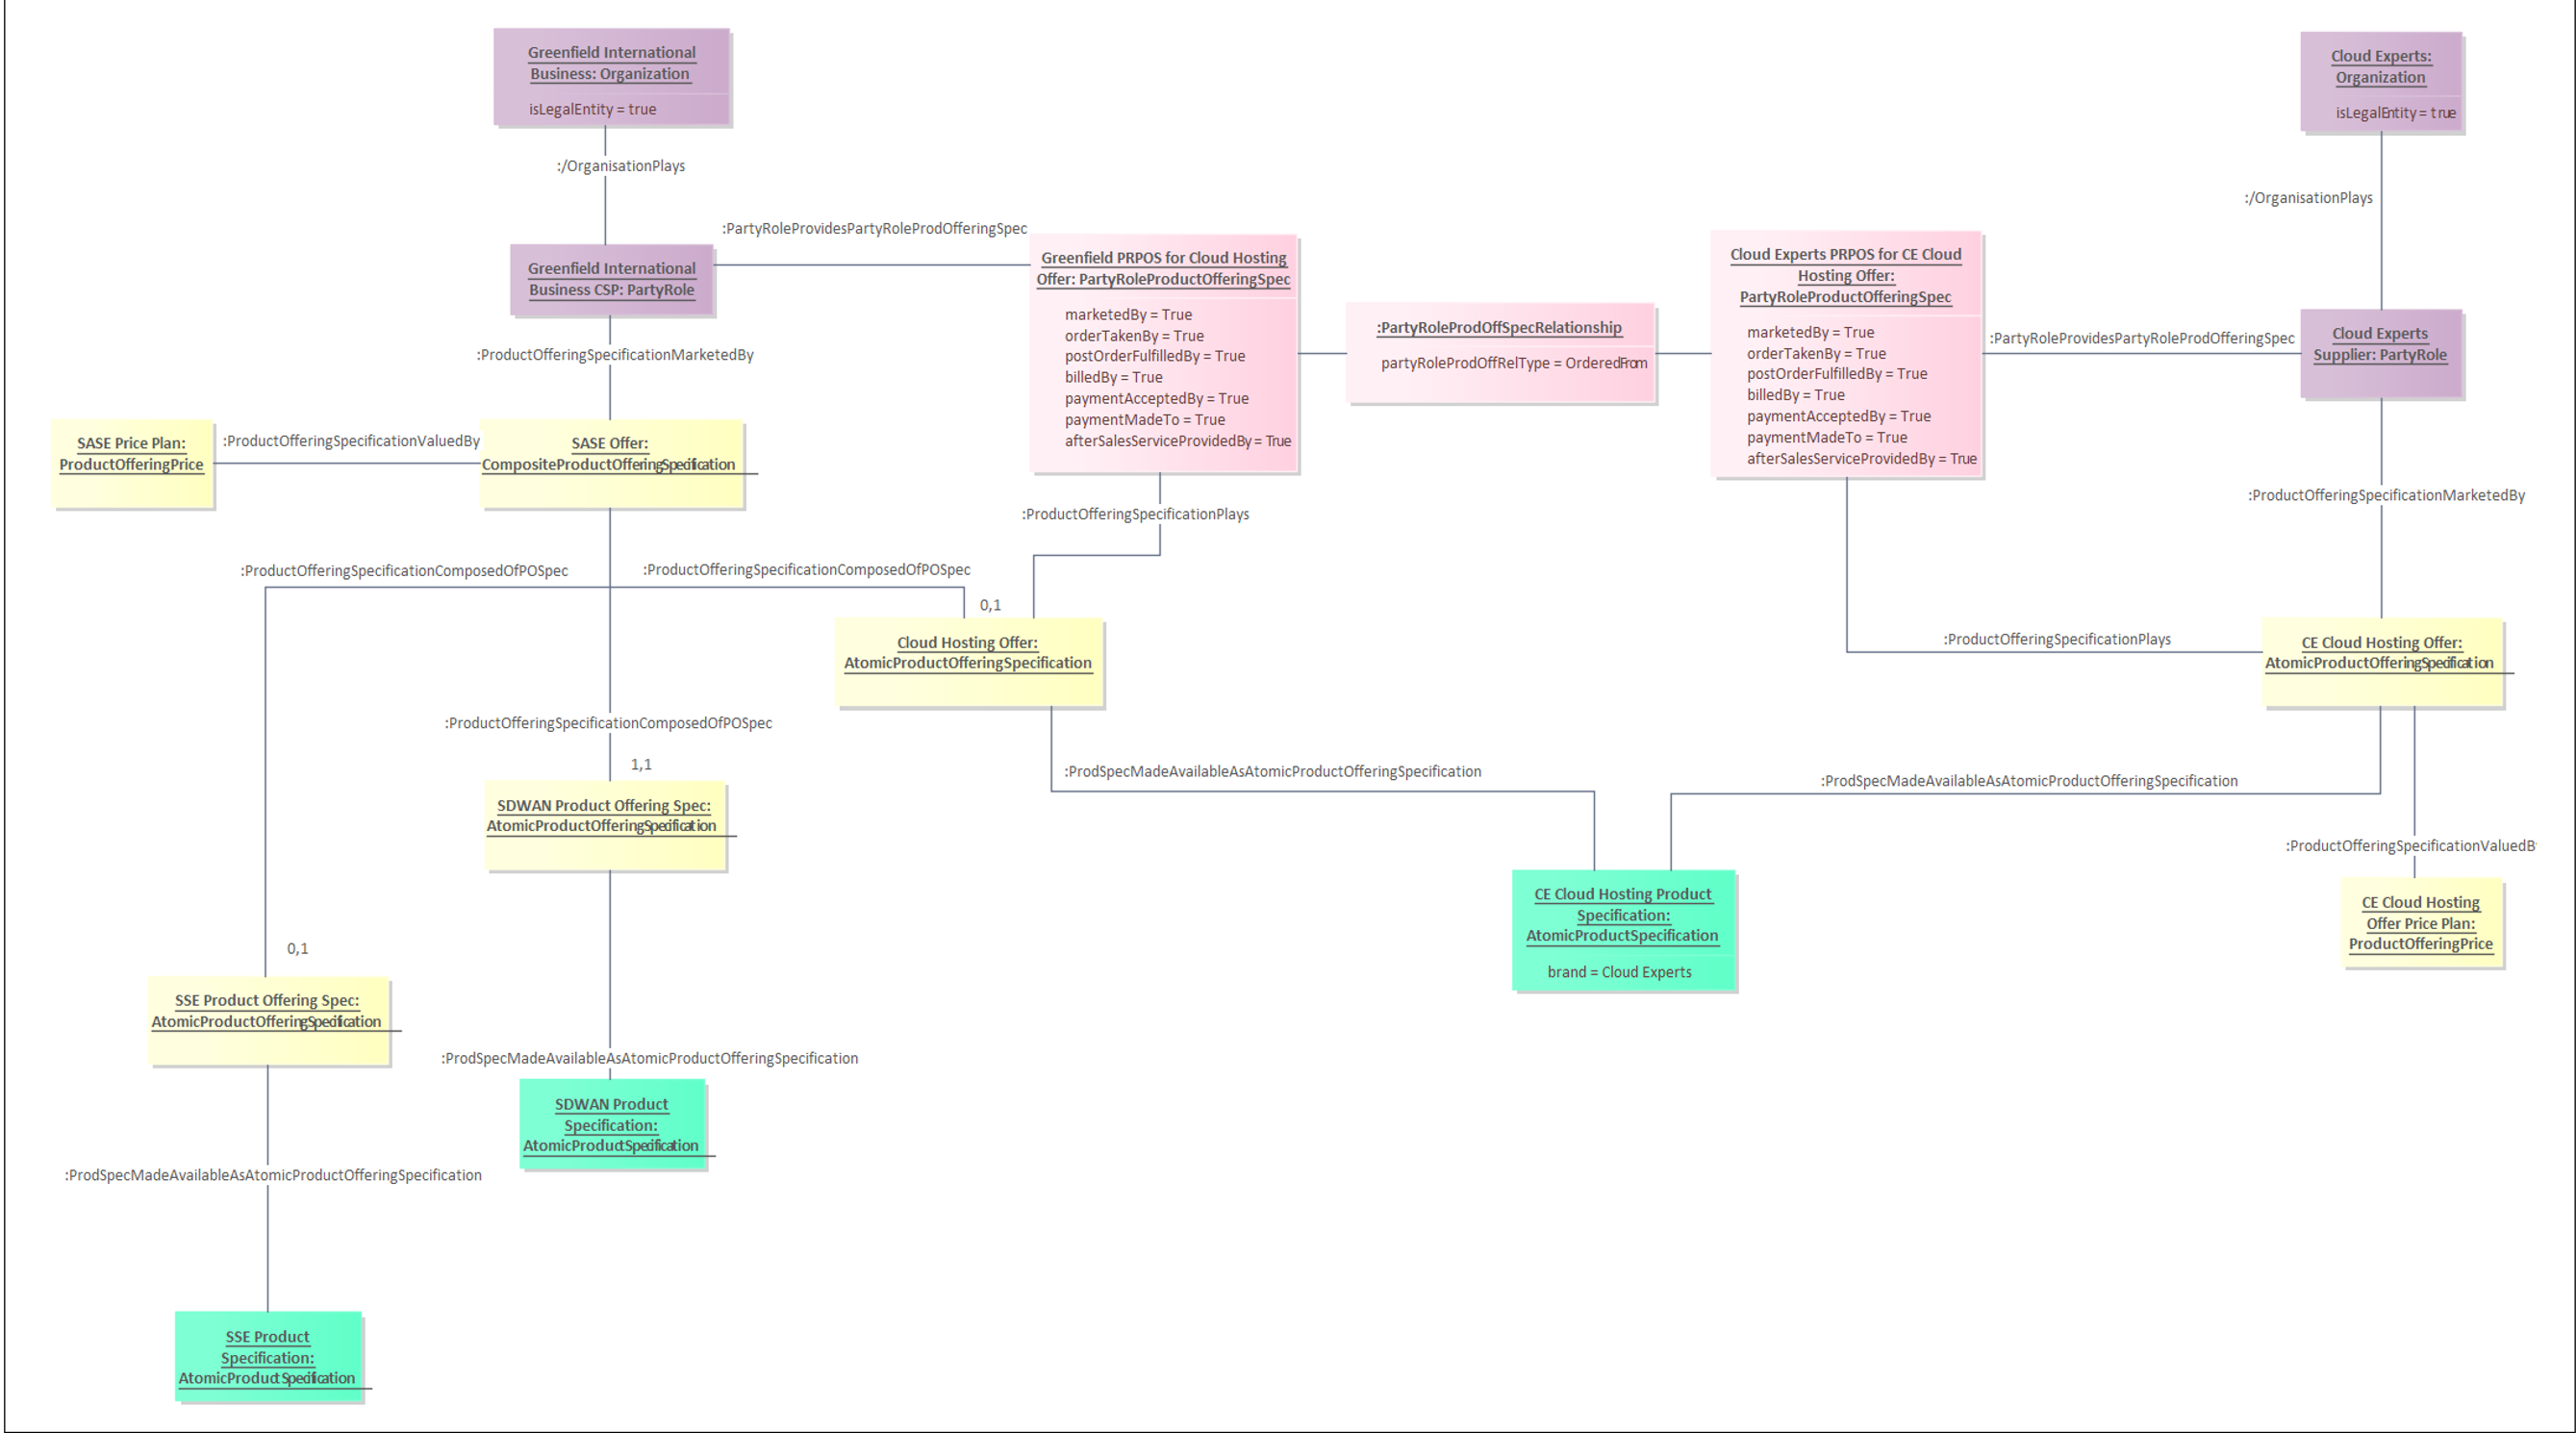 Greenfield International
Business: Organization
isLegalEntity = true
:/OrganisationPlays
Greenfield International
Business CSP: PartyRole
:PartyRoleProvidesPartyRoleProdOfferingSpec
Greenfield PRPOS for Cloud Hosting
Offer: PartyRoleProductOfferingSpec
marketedBy = True
orderTakenBy = True
postOrderFulfilledBy = True
billedBy = True
paymentAcceptedBy = True
paymentMadeTo = True
afterSalesServiceProvidedBy = True
:PartyRoleProdOffSpecRelationship
partyRoleProdOffRelType = OrderedFrom
Cloud Experts PRPOS for CE Cloud
Hosting Offer:
PartyRoleProductOfferingSpec
marketedBy = True
orderTakenBy = True
postOrderFulfilledBy = True
billedBy = True
paymentAcceptedBy = True
paymentMadeTo = True
afterSalesServiceProvidedBy = True
:PartyRoleProvidesPartyRoleProdOfferingSpec
Cloud Experts:
Organization
isLegalEntity = true
:/OrganisationPlays
Cloud Experts
Supplier: PartyRole
:ProductOfferingSpecificationMarketedBy
:ProductOfferingSpecificationMarketedBy
SASE Price Plan:
ProductOfferingPrice
:ProductOfferingSpecificationValuedBy
SASE Offer:
CompositeProductOfferingSpecification
:ProductOfferingSpecificationPlays
:ProductOfferingSpecificationComposedOfPOSpec
:ProductOfferingSpecificationComposedOfPOSpec
0,1
Cloud Hosting Offer:
AtomicProductOfferingSpecification
:ProductOfferingSpecificationPlays
CE Cloud Hosting Offer:
AtomicProductOfferingSpecification
:ProductOfferingSpecificationComposedOfPOSpec
1,1
:ProdSpecMadeAvailableAsAtomicProductOfferingSpecification
:ProdSpecMadeAvailableAsAtomicProductOfferingSpecification
SDWAN Product Offering Spec:
AtomicProductOfferingSpecification
:ProductOfferingSpecificationValuedB
CE Cloud Hosting Product
Specification:
AtomicProductSpecification
brand = Cloud Experts
CE Cloud Hosting
Offer Price Plan:
ProductOfferingPrice
0,1
SSE Product Offering Spec:
AtomicProductOfferingSpecification
:ProdSpecMadeAvailableAsAtomicProductOfferingSpecification
SDWAN Product
Specification:
AtomicProductSpecification
:ProdSpecMadeAvailableAsAtomicProductOfferingSpecification
SSE Product
Specification:
AtomicProductSpecification